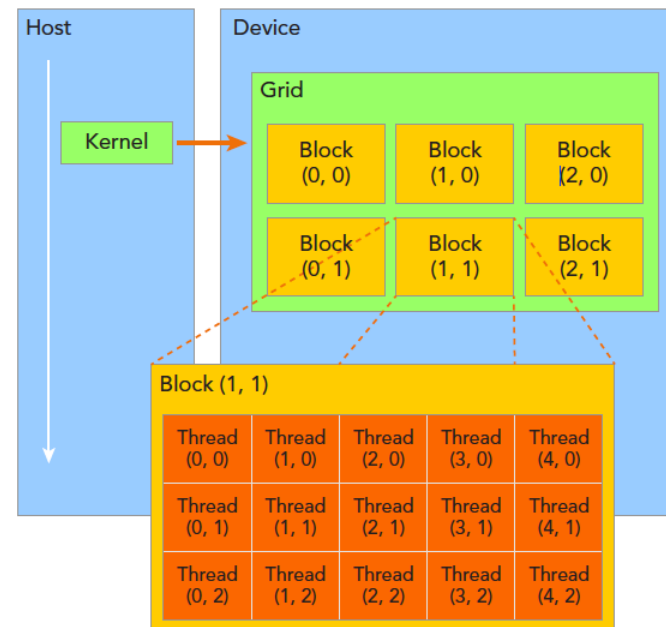 Host
Device
Grid
Kernel
Block
(0, 0)
Block
(1, 0)
Block
(2, 0)
Block
(0, 1)
Block
(1, 1)
Block
(2, 1)
Block (1, 1)
Thread
(0, 0)
Thread
(1, 0)
Thread
(2, 0)
Thread
(3, 0)
Thread
(4, 0)
Thread
(0, 1)
Thread
(1, 1)
Thread
(2, 1)
Thread
(3, 1)
Thread
(4, 1)
Thread
(0, 2)
Thread
(1, 2)
Thread
(2, 2)
Thread
(3, 2)
Thread
(4, 2)